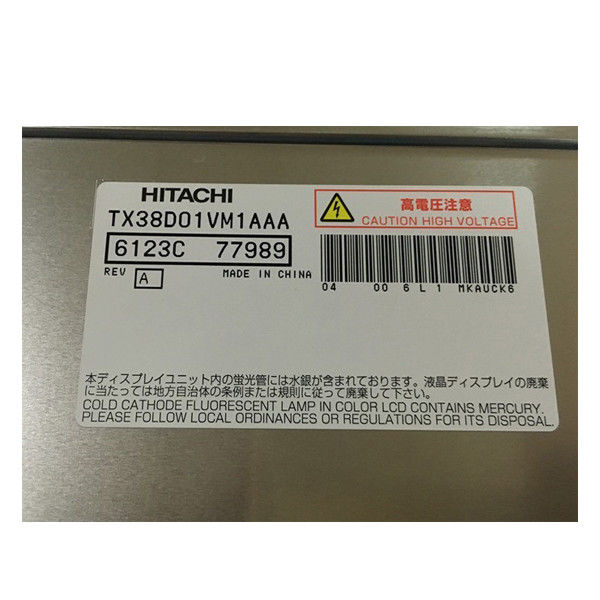 HITACHI
TX38D01VM1AAA
6123C 77989
REV A MADE IN CHINA
高電圧注意
CAUTION HIGH VOLTAGE
04 00 6L1 MKAUCK6
本ディスプレイユニット内の蛍光管には水銀が含まれております。液晶ディスプレイの廃棄
に当たっては地方自治体の条例または規則に従って廃棄して下さい。
COLD CATHODE FLUORESCENT LAMP IN COLOR LCD CONTAINS MERCURY.
PLEASE FOLLOW LOCAL ORDINANCES OR REGULATIONS FOR ITS DISPOSAL.